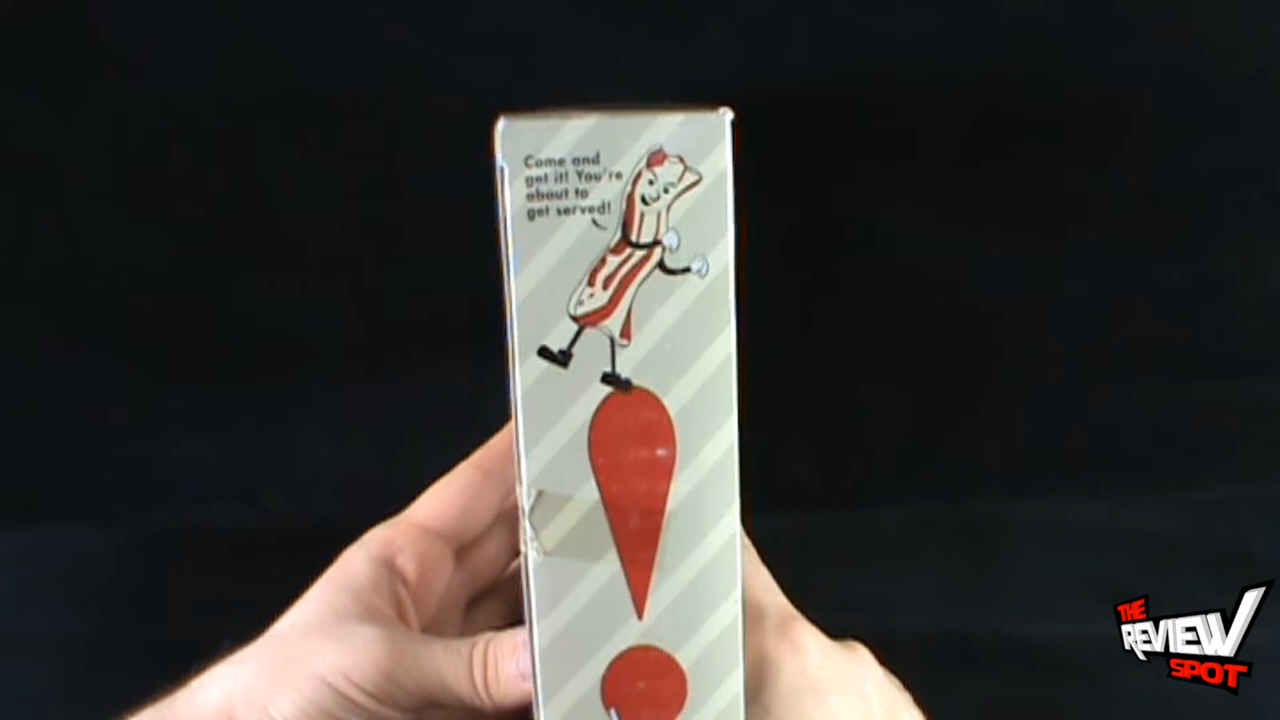 Come and
get it! You're
about to
get served!
THE
REVIEW
SPOT